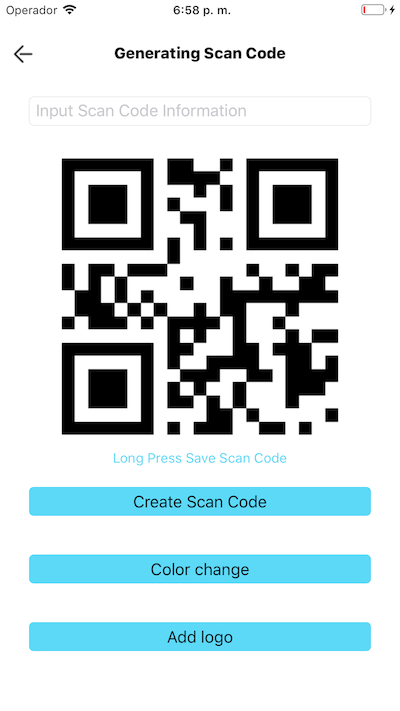 Operador 6:58 p. m.
Generating Scan Code
Input Scan Code Information
Long Press Save Scan Code
Create Scan Code
Color change
Add logo